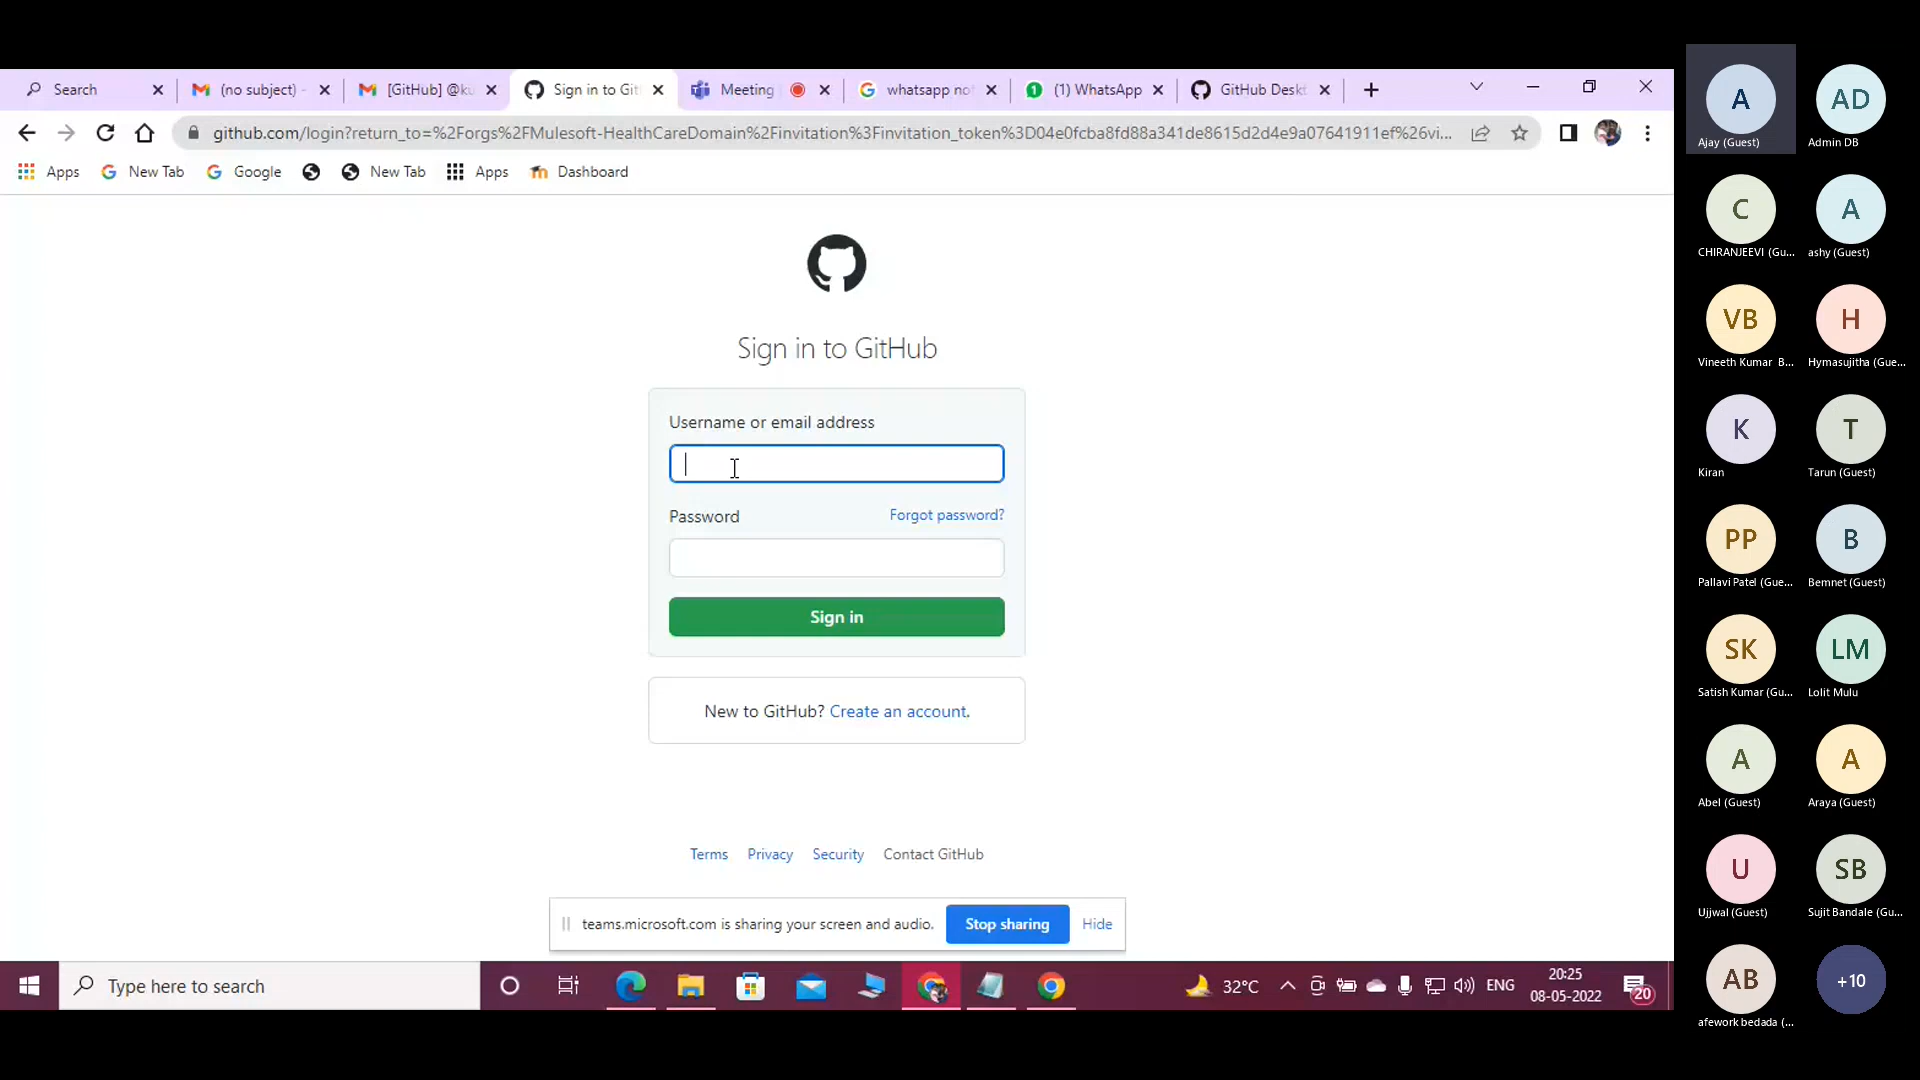 Search
(no subject) -
[GitHub] @ku
Sign in to Git
Meeting
whatsapp no
(1) WhatsApp
GitHub Desk
github.com/login?return_to=%2Forgs%2FMulesoft-HealthCareDomain%2Finvitation%3Finvitation_token%3D04e0fcba8fd88a341de8615d2d4e9a07641911ef%26vi...
Apps
New Tab
Google
New Tab
Apps
Dashboard
Sign in to GitHub
Username or email address
Password
Forgot password?
Sign in
New to GitHub? Create an account.
Terms
Privacy
Security
Contact GitHub
teams.microsoft.com is sharing your screen and audio.
Stop sharing
Hide
Type here to search
32°C
ENG
20:25
08-05-2022
20
A
Ajay (Guest)
AD
Admin DB
C
CHIRANJEEVI (Gu...
A
ashy (Guest)
VB
Vineeth Kumar B...
H
Hymasujitha (Gue...
K
Kiran
T
Tarun (Guest)
PP
Pallavi Patel (Gue...
B
Bemnet (Guest)
SK
Satish Kumar (Gu...
LM
Lolit Mulu
A
Abel (Guest)
A
Araya (Guest)
U
Ujjwal (Guest)
SB
Sujit Bandale (Gu...
AB
afework bedada (...
+10